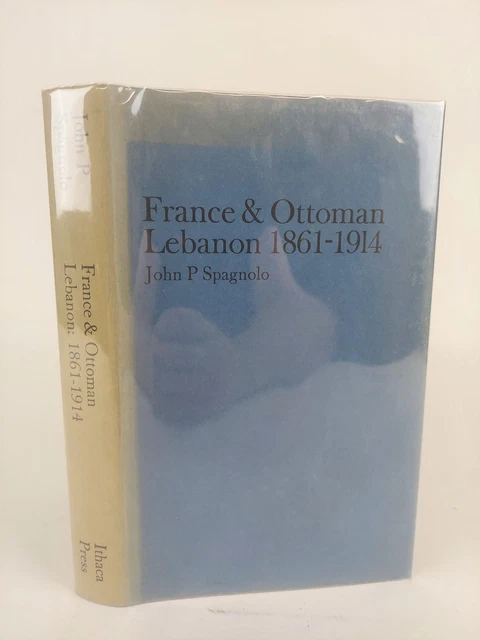 France & Ottoman
Lebanon 1861-1914
John P Spagnolo
John P
Spagnolo
France & Ottoman
Lebanon: 1861-1914
Ithaca
Press